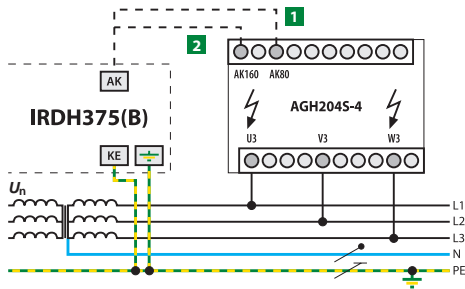 1
2
AK
AK160
AK80
IRDH375(B)
AGH204S-4
U3
V3
W3
KE
Un
L1
L2
L3
N
PE